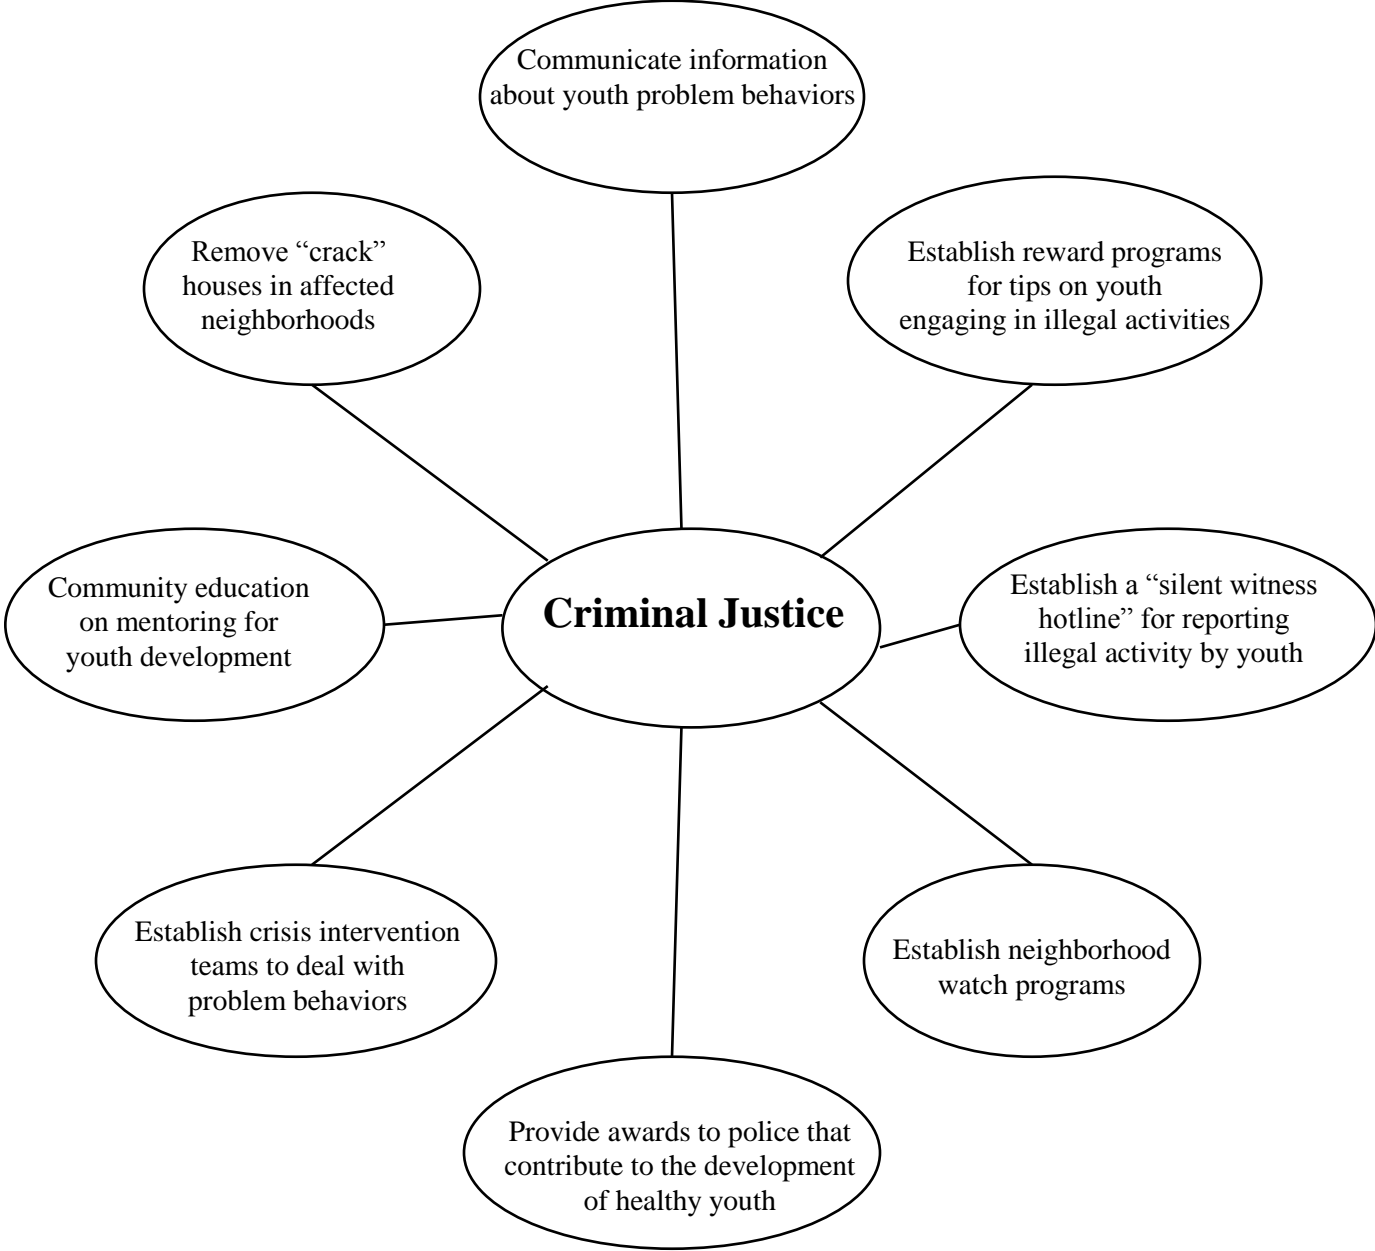 Communicate information
about youth problem behaviors
Remove “crack”
houses in affected
neighborhoods
Establish reward programs
for tips on youth
engaging in illegal activities
Community education
on mentoring for
youth development
Criminal Justice
Establish a “silent witness
hotline” for reporting
illegal activity by youth
Establish crisis intervention
teams to deal with
problem behaviors
Establish neighborhood
watch programs
Provide awards to police that
contribute to the development
of healthy youth